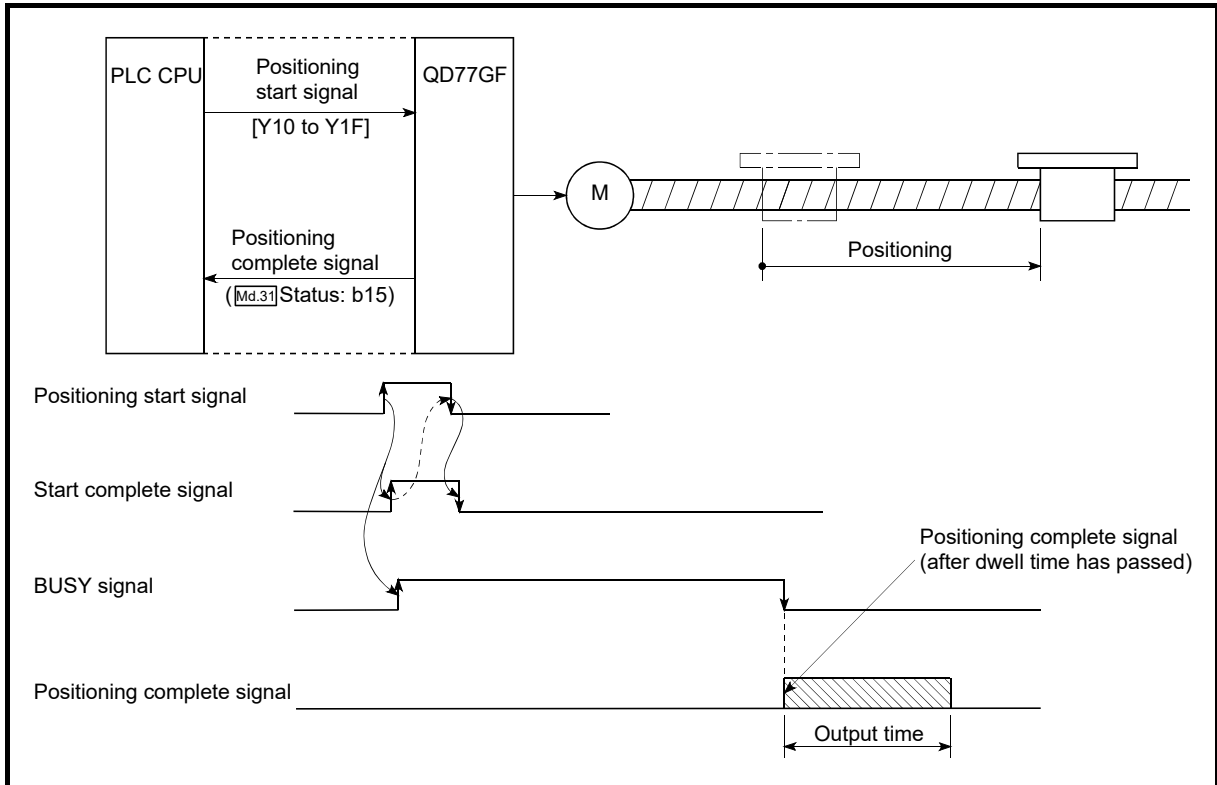 PLC CPU
Positioning
start signal
[Y10 to Y1F]
QD77GF
Positioning
complete signal
( Md.31 Status: b15)
M
Positioning
Positioning start signal
Start complete signal
BUSY signal
Positioning complete signal
(after dwell time has passed)
Positioning complete signal
Output time